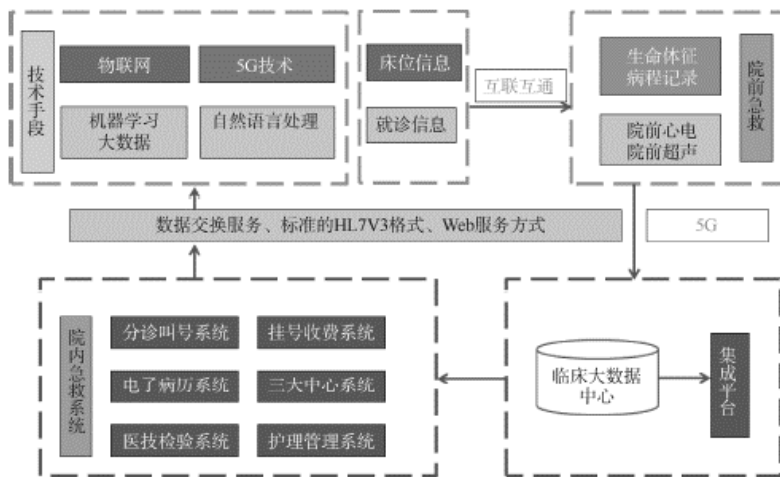 技术手段
物联网
5G技术
机器学习
大数据
自然语言处理
床位信息
就诊信息
互联互通
生命体征
病程记录
院前心电
院前超声
院前急救
数据交换服务、标准的HL7V3格式、Web服务方式
5G
院内急救系统
分诊叫号系统
挂号收费系统
电了病历系统
三大中心系统
医技检验系统
护理管理系统
临床大数据
中心
集成平台